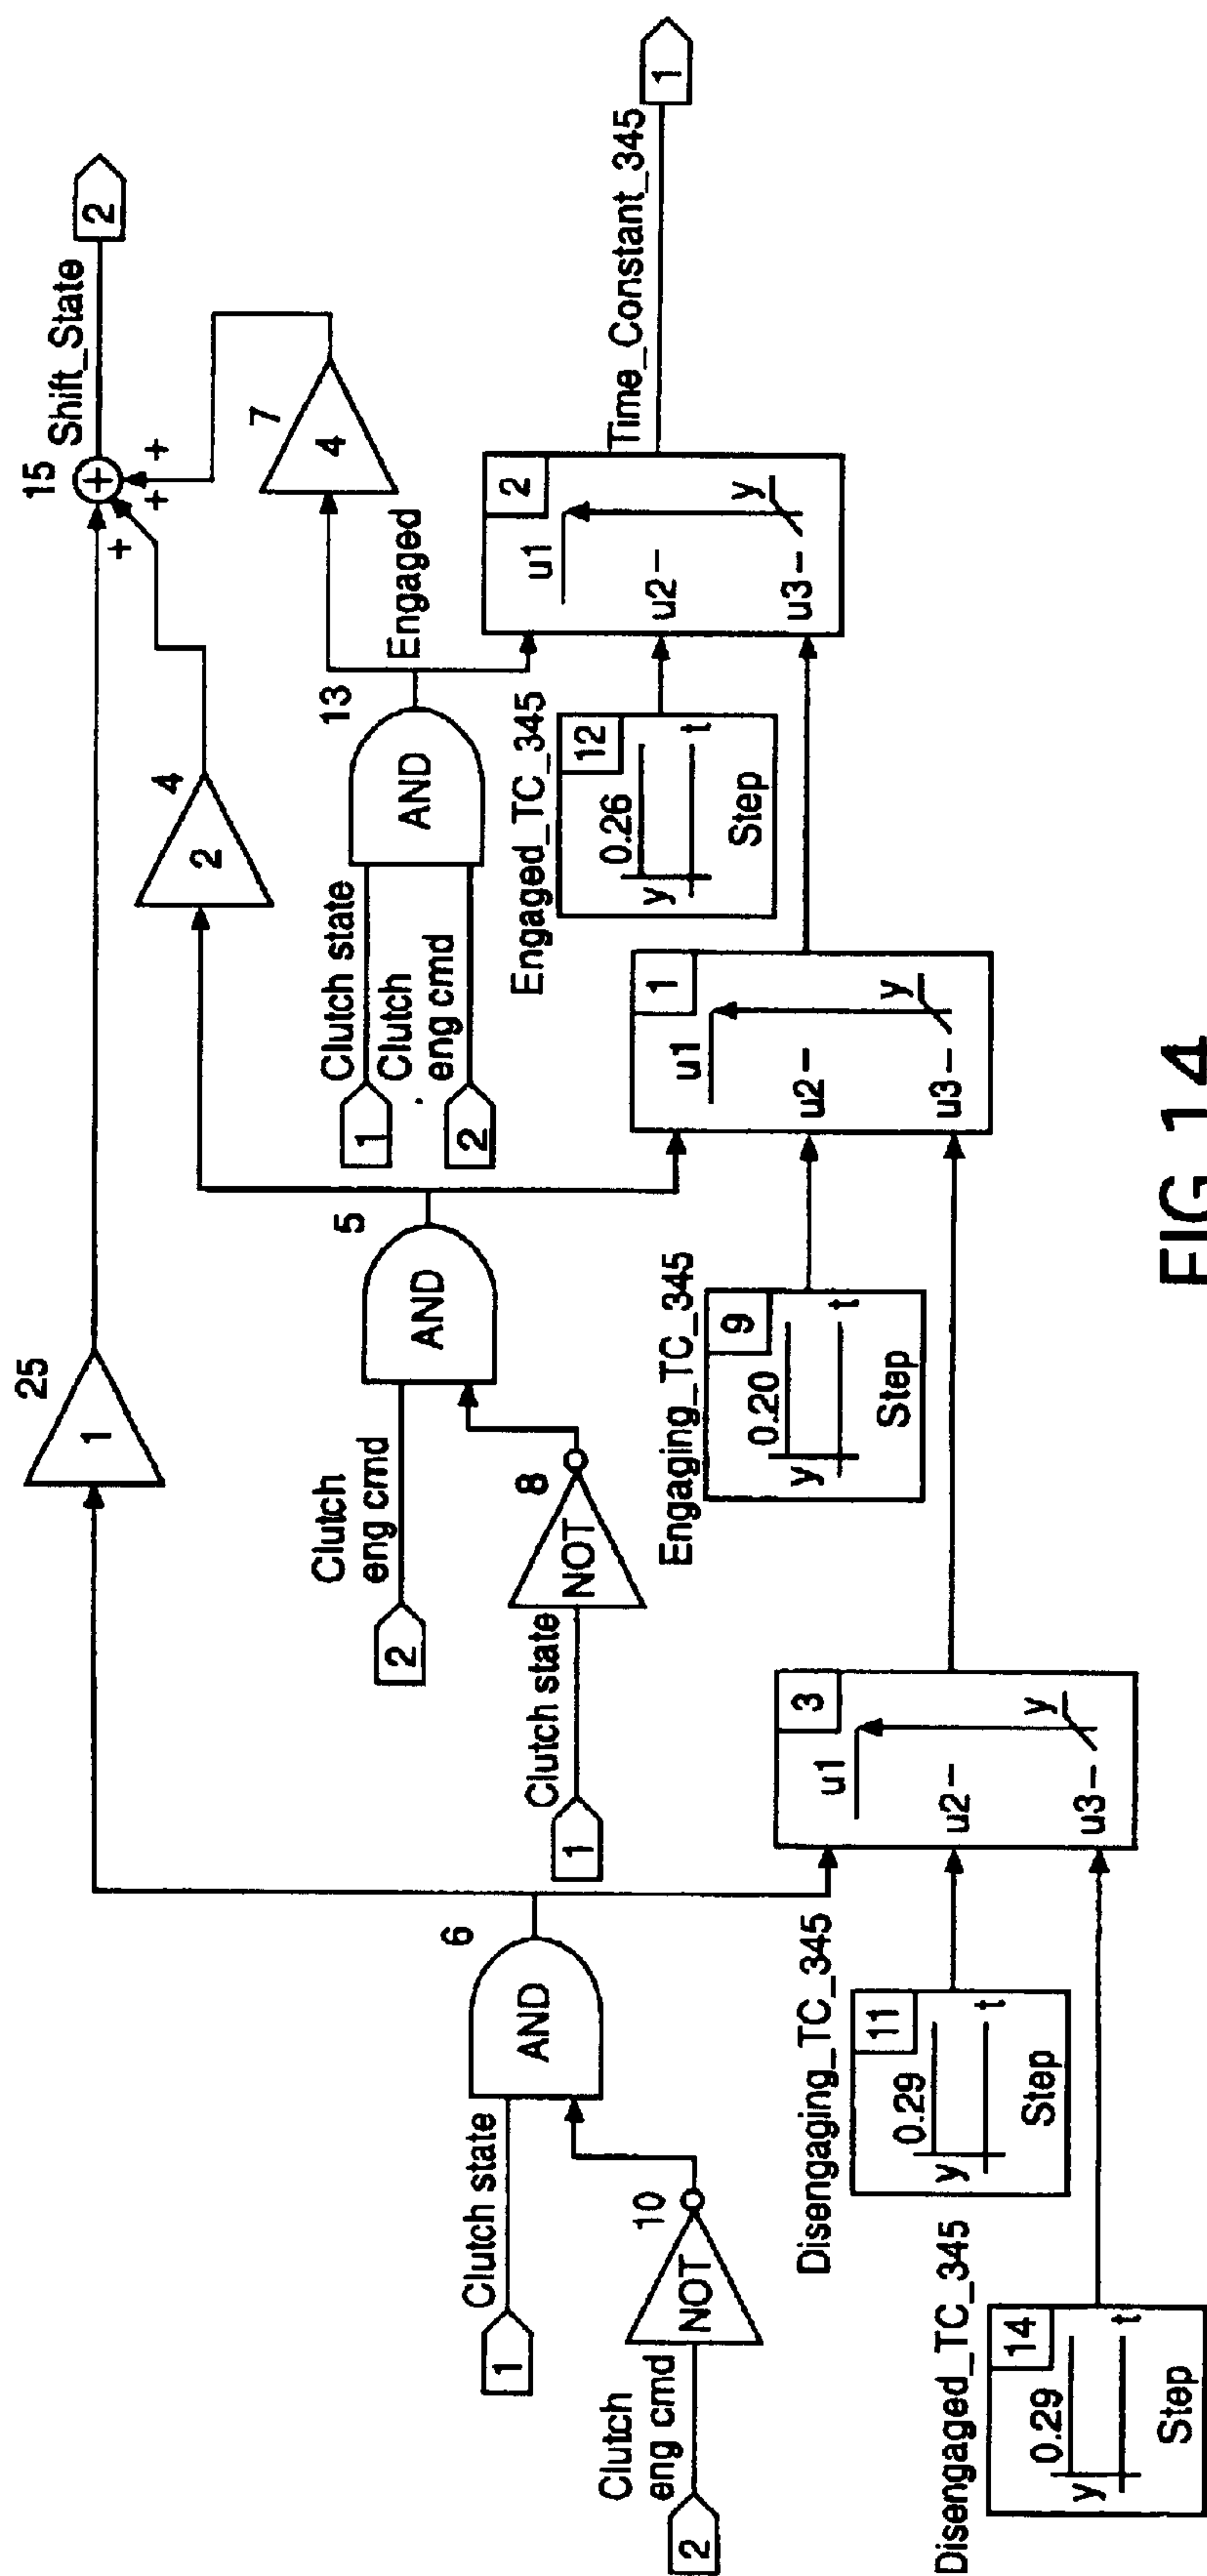 25
1
15
Shift_State
2
+
+
+
+
4
2
7
4
Clutch
eng cmd
2
5
AND
Clutch state
1
Clutch
eng cmd
2
13
AND
Engaged
Clutch state
1
8
NOT
Clutch state
1
6
AND
Clutch
eng cmd
2
10
NOT
Engaged_TC_345
12
0.26
y
t
Step
2
u1
u2
u3
y
Time_Constant_345
1
Engaging_TC_345
9
0.20
y
t
Step
1
u1
u2
u3
y
Disengaging_TC_345
11
0.29
y
t
Step
3
u1
u2
u3
y
Disengaged_TC_345
14
0.29
y
t
Step
FIG 14